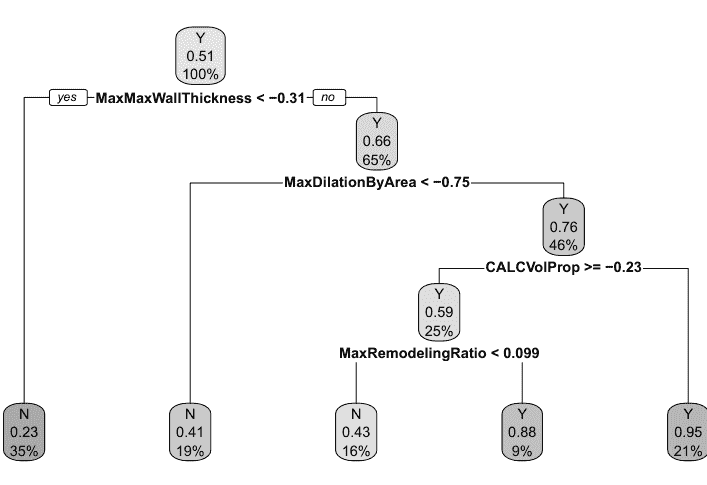 Y
0.51
100%
yes MaxMaxWallThickness < −0.31 no
Y
0.66
65%
MaxDilationByArea < −0.75
Y
0.76
46%
CALCVolProp >= −0.23
Y
0.59
25%
MaxRemodelingRatio < 0.099
N
0.23
35%
N
0.41
19%
N
0.43
16%
Y
0.88
9%
Y
0.95
21%